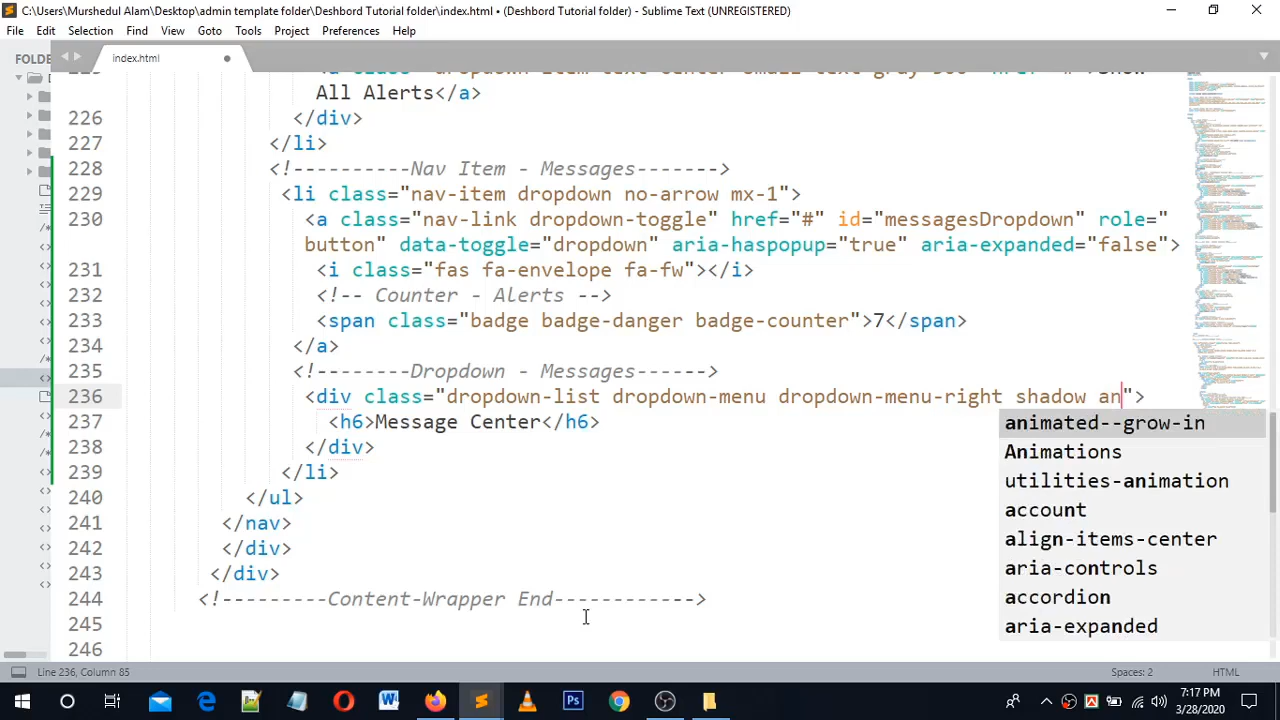 C:\Users\Murshedul Alam\Desktop\admin template folder\Deshbord Tutorial folder\index.html • (Deshbord Tutorial folder) - Sublime Text (UNREGISTERED)
File Edit Selection Find View Goto Tools Project Preferences Help
FOLDE
index.html
All Alerts</a>
226 </div>
227 </li>
228 <!----------Nav Item - Messages------->
229 <li class="nav-item dropdown no-arrow mx-1">
230 <a class="nav-link dropdown-toggle" href="#" id="messagesDropdown" role="
button" data-toggle="dropdown" aria-haspopup="true" aria-expanded="false">
231 <i class="fas fa-envelope fa-fw"></i>
232 <!-- Counter - Alerts -->
233 <span class="badge badge-danger badge-counter">7</span>
234 </a>
235 <!--------Dropdown - Messages------>
236 <div class="dropdown-list dropdown-menu dropdown-menu-right shadow an">
237 <h6>Message Center</h6>
238 </div>
239 </li>
240 </ul>
241 </nav>
242 </div>
243 </div>
244 <!---------Content-Wrapper End------------>
245
246
animated--grow-in
Animations
utilities-animation
account
align-items-center
aria-controls
accordion
aria-expanded
Line 236, Column 85
Spaces: 2
HTML
7:17 PM
3/28/2020